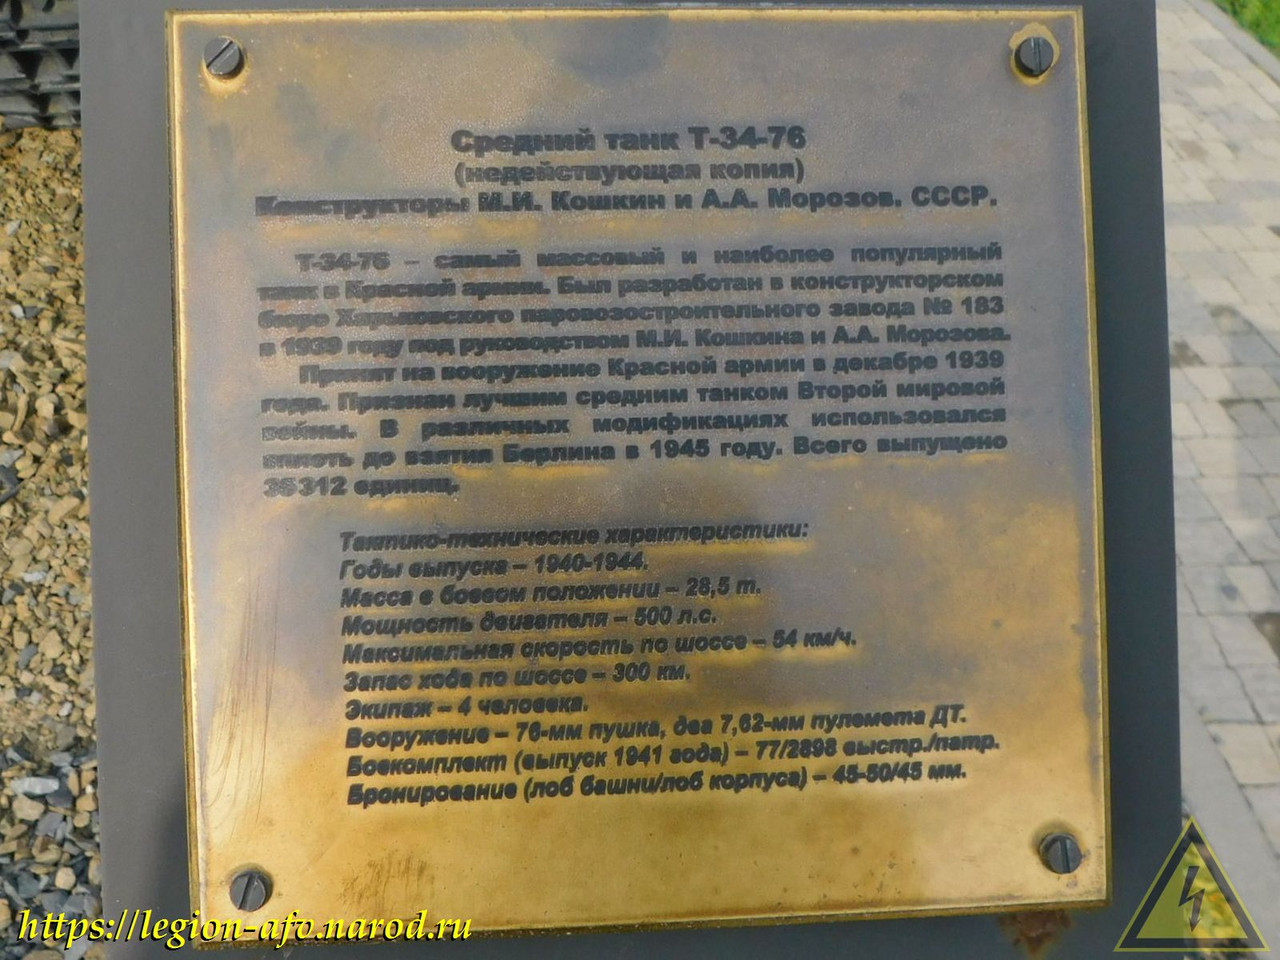 Средний танк Т-34-76
(недействующая копия)
Конструкторы М.И. Кошкин и А.А. Морозов. СССР.
Т-34-76 – самый массовый и наиболее популярный
танк в Красной армии. Был разработан в конструкторском
бюро Харьковского паровозостроительного завода № 183
в 1939 году под руководством М.И. Кошкина и А.А. Морозова.
Принят на вооружение Красной армии в декабре 1939
года. Признан лучшим средним танком Второй мировой
войны. В различных модификациях использовался
вплоть до взятия Берлина в 1945 году. Всего выпущено
35 312 единиц.
Тактико-технические характеристики:
Годы выпуска – 1940-1944.
Масса в боевом положении – 28,5 т.
Мощность двигателя – 500 л.с.
Максимальная скорость по шоссе – 54 км/ч.
Запас хода по шоссе – 300 км.
Экипаж – 4 человека.
Вооружение – 76-мм пушка, два 7,62-мм пулемета ДТ.
Боекомплект (выпуск 1941 года) – 77/2898 выстр./патр.
Бронирование (лоб башни/лоб корпуса) – 45-50/45 мм.
https://legion-afv.narod.ru